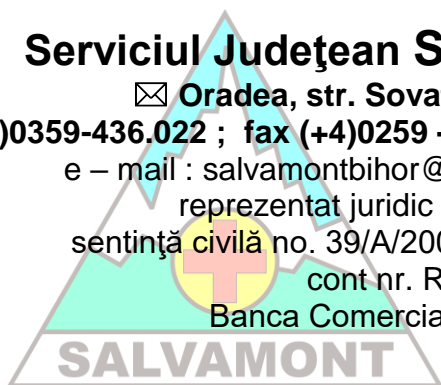 Serviciul Judeţean S
✉ Oradea, str. Sova
)0359-436.022 ; fax (+4)0259 -
e – mail : salvamontbihor@
reprezentat juridic
sentinţă civilă no. 39/A/200
cont nr. R
Banca Comercia
SALVAMONT